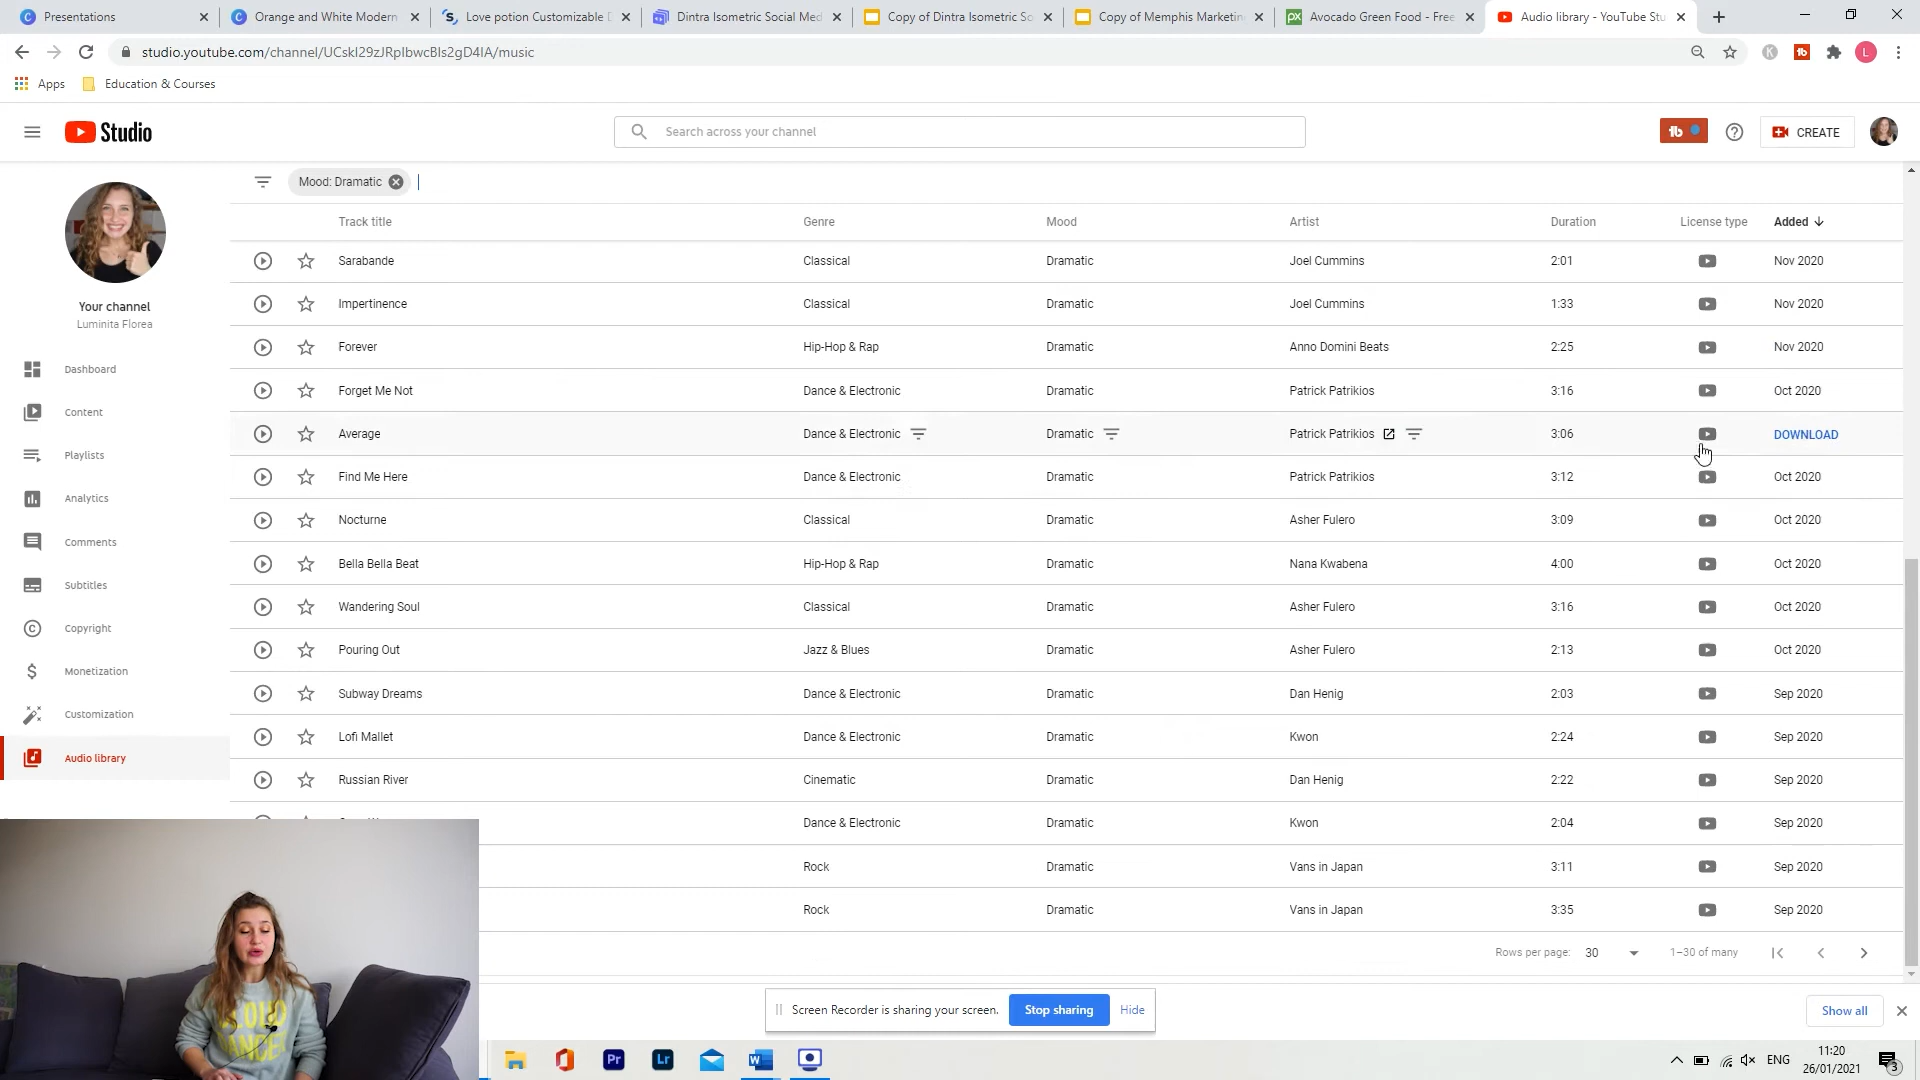 Presentations
Orange and White Modern
Love potion Customizable
Dintra Isometric Social Med
Copy of Dintra Isometric So
Copy of Memphis Marketin
Avocado Green Food - Free
Audio library - YouTube Stu
studio.youtube.com/channel/UCskI29zJRpIbwcBIs2gD4IA/music
K
tb
L
Apps
Education & Courses
Studio
Search across your channel
tb
CREATE
Your channel
Luminita Florea
Dashboard
Content
Playlists
Analytics
Comments
Subtitles
Copyright
Monetization
Customization
Audio library
Mood: Dramatic
Track title Genre Mood Artist Duration License type Added
Sarabande Classical Dramatic Joel Cummins 2:01 Nov 2020
Impertinence Classical Dramatic Joel Cummins 1:33 Nov 2020
Forever Hip-Hop & Rap Dramatic Anno Domini Beats 2:25 Nov 2020
Forget Me Not Dance & Electronic Dramatic Patrick Patrikios 3:16 Oct 2020
Average Dance & Electronic Dramatic Patrick Patrikios 3:06 DOWNLOAD
Find Me Here Dance & Electronic Dramatic Patrick Patrikios 3:12 Oct 2020
Nocturne Classical Dramatic Asher Fulero 3:09 Oct 2020
Bella Bella Beat Hip-Hop & Rap Dramatic Nana Kwabena 4:00 Oct 2020
Wandering Soul Classical Dramatic Asher Fulero 3:16 Oct 2020
Pouring Out Jazz & Blues Dramatic Asher Fulero 2:13 Oct 2020
Subway Dreams Dance & Electronic Dramatic Dan Henig 2:03 Sep 2020
Lofi Mallet Dance & Electronic Dramatic Kwon 2:24 Sep 2020
Russian River Cinematic Dramatic Dan Henig 2:22 Sep 2020
Dance & Electronic Dramatic Kwon 2:04 Sep 2020
Rock Dramatic Vans in Japan 3:11 Sep 2020
Rock Dramatic Vans in Japan 3:35 Sep 2020
Rows per page: 30 1–30 of many
Screen Recorder is sharing your screen. Stop sharing Hide
Show all
Pr
Lr
W
ENG
11:20
26/01/2021
3